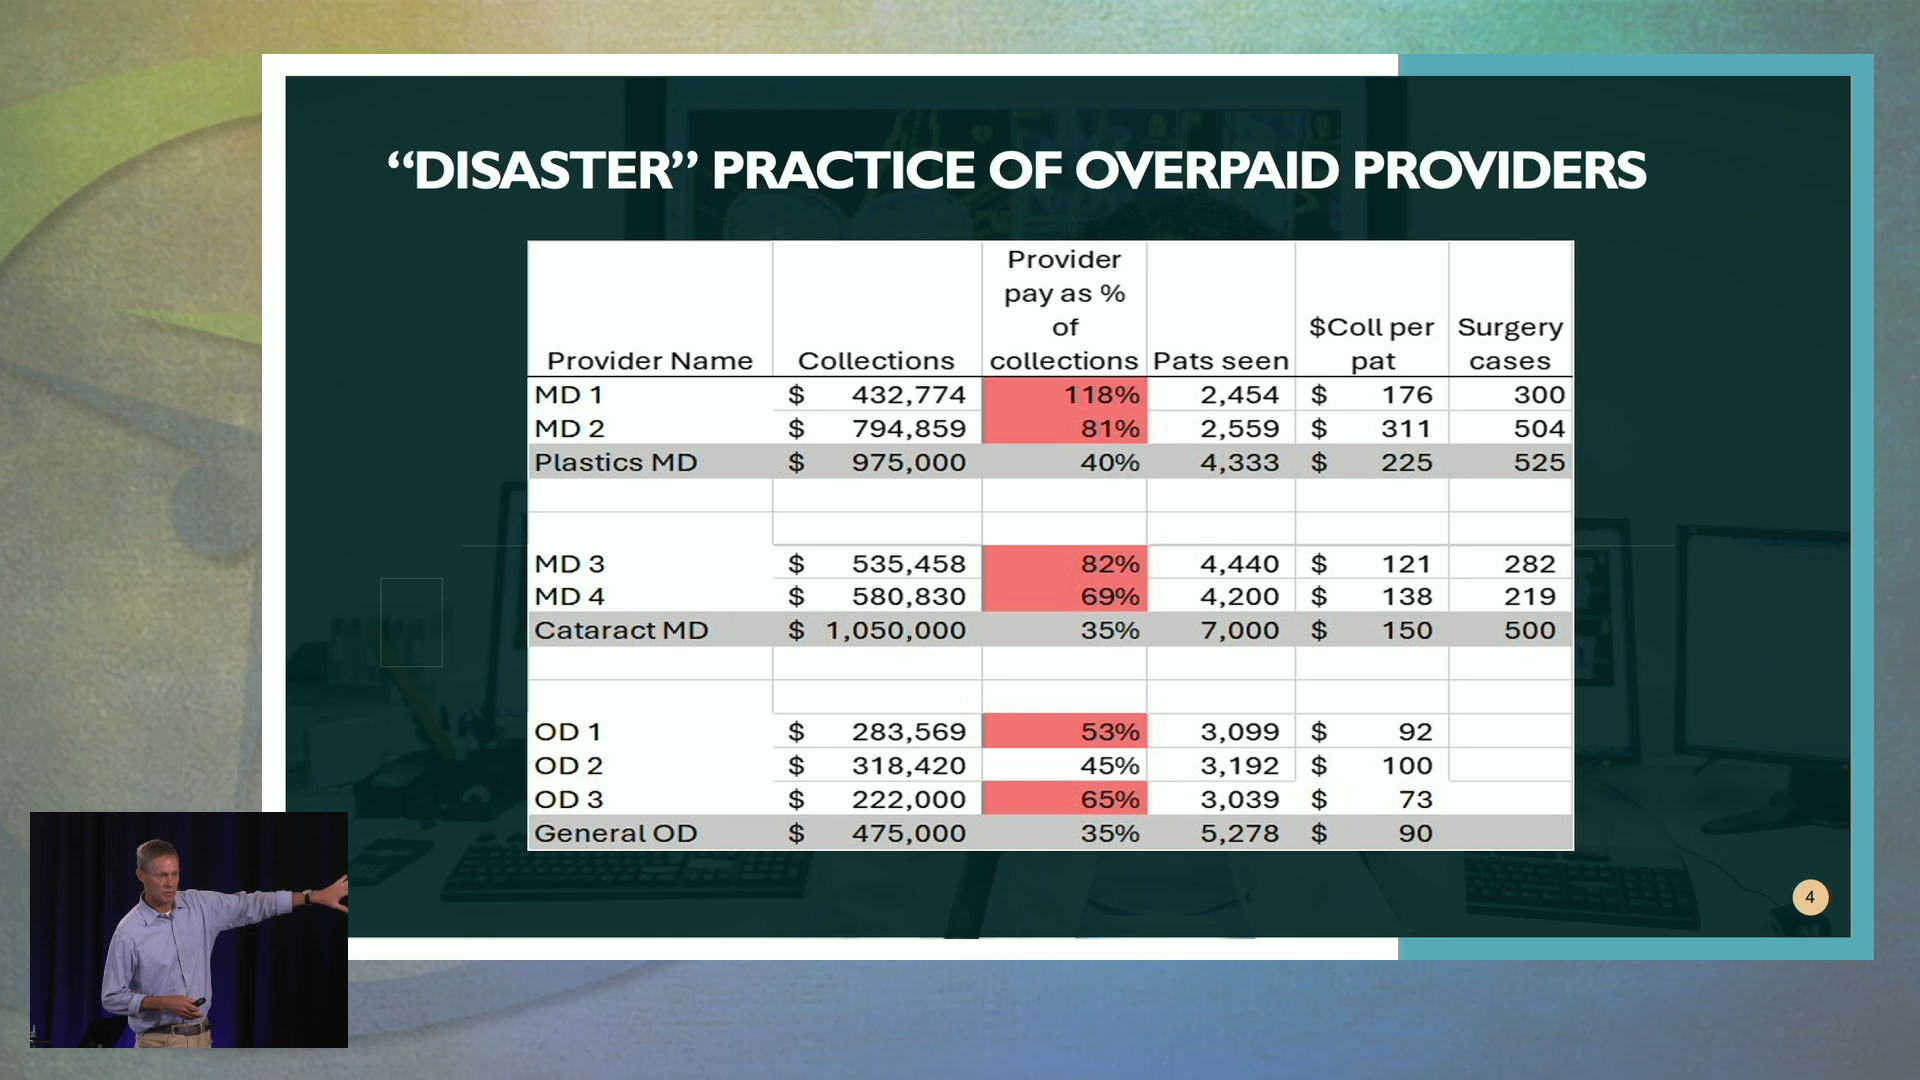 “DISASTER” PRACTICE OF OVERPAID PROVIDERS
Provider Name Collections Provider pay as % of collections Pats seen $Coll per pat Surgery cases
MD 1 $ 432,774 118% 2,454 $ 176 300
MD 2 $ 794,859 81% 2,559 $ 311 504
Plastics MD $ 975,000 40% 4,333 $ 225 525
MD 3 $ 535,458 82% 4,440 $ 121 282
MD 4 $ 580,830 69% 4,200 $ 138 219
Cataract MD $ 1,050,000 35% 7,000 $ 150 500
OD 1 $ 283,569 53% 3,099 $ 92
OD 2 $ 318,420 45% 3,192 $ 100
OD 3 $ 222,000 65% 3,039 $ 73
General OD $ 475,000 35% 5,278 $ 90
4